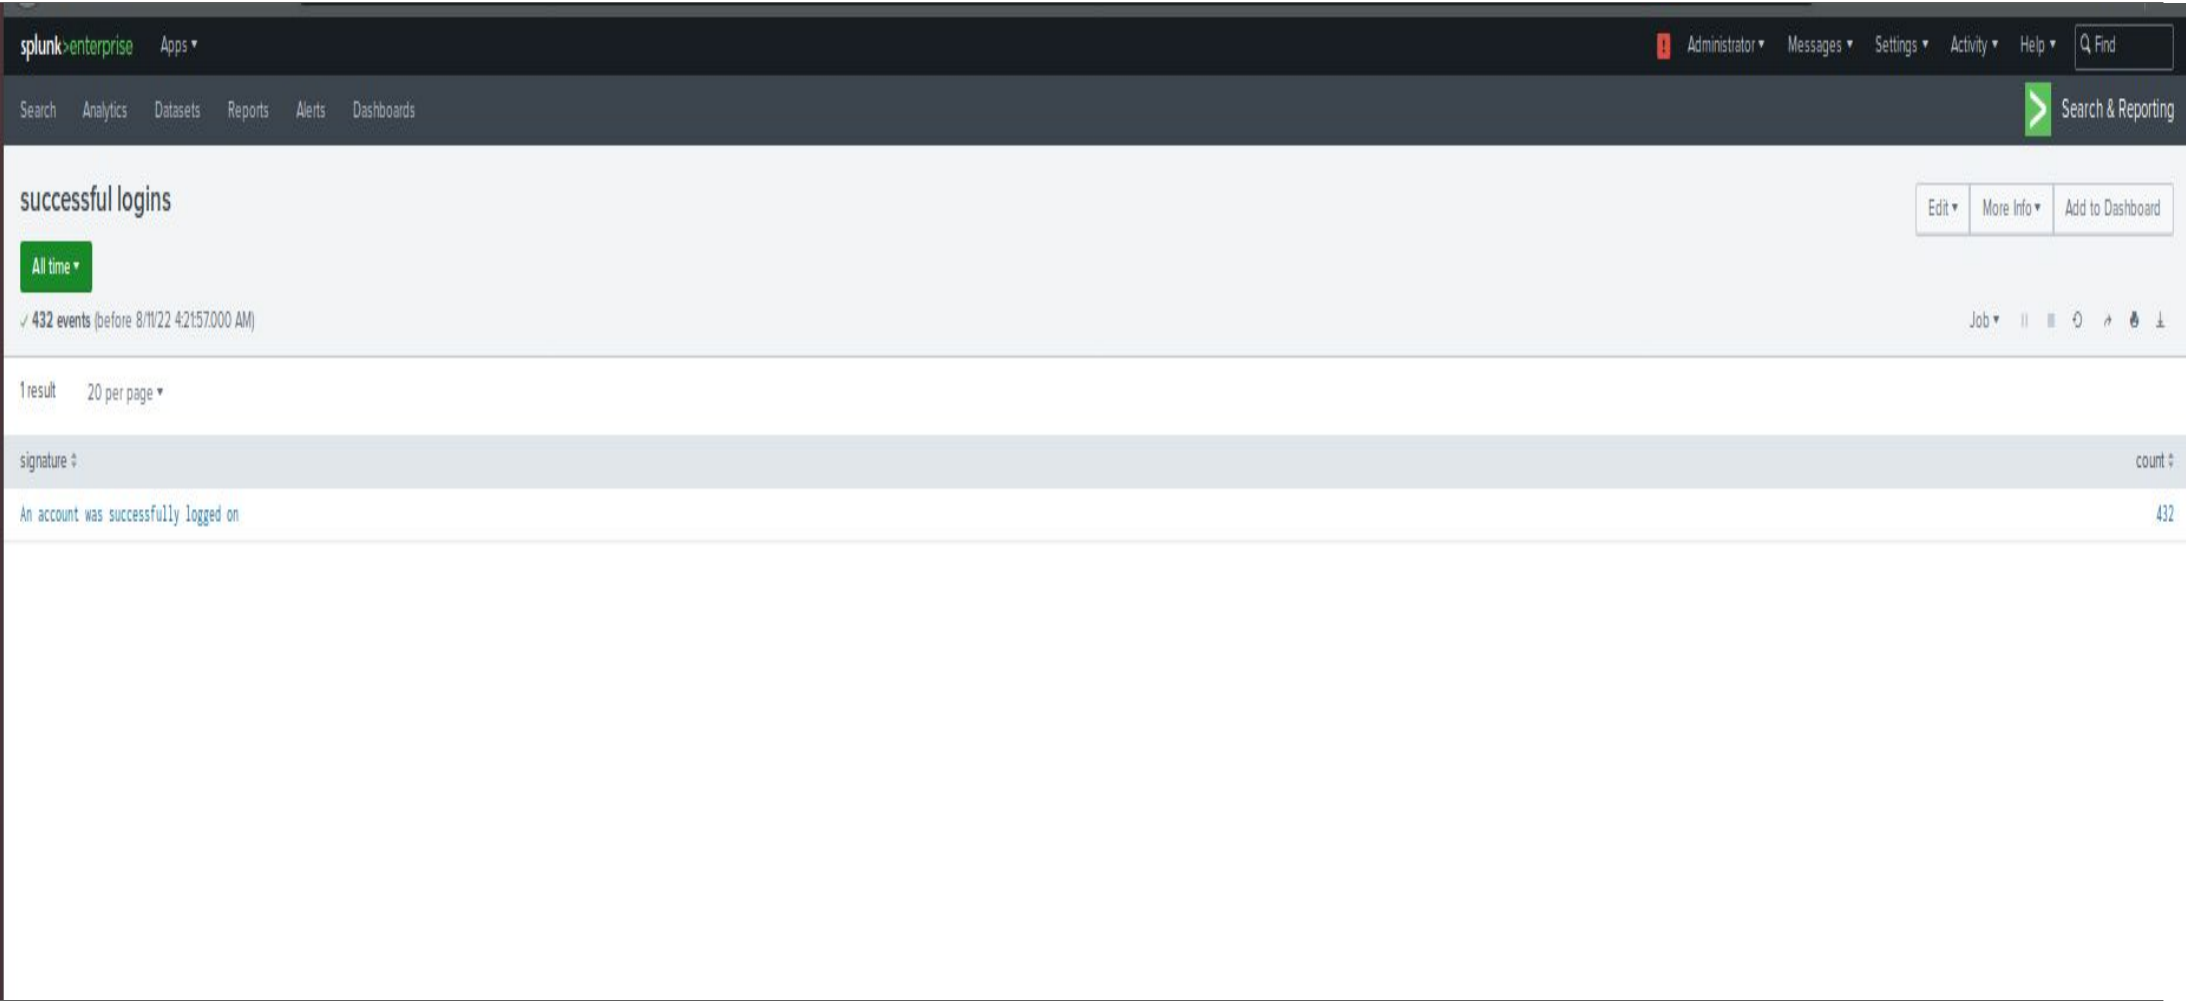 splunk>enterprise Apps ▾ ! Administrator ▾ Messages ▾ Settings ▾ Activity ▾ Help ▾ Find
Search Analytics Datasets Reports Alerts Dashboards Search & Reporting
successful logins
Edit ▾ More Info ▾ Add to Dashboard
All time ▾
✓ 432 events (before 8/11/22 4:21:57.000 AM) Job ▾
1 result 20 per page ▾
signature count
An account was successfully logged on 432